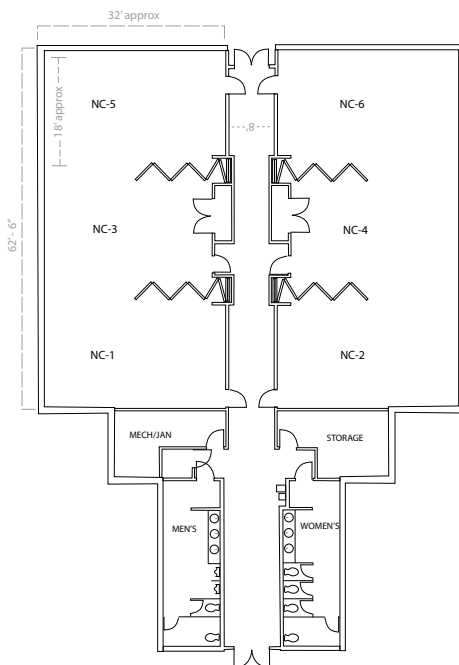 32' approx
NC-5
NC-6
18' approx
8'
62' - 6"
NC-3
NC-4
NC-1
NC-2
MECH/JAN
STORAGE
MEN'S
WOMEN'S